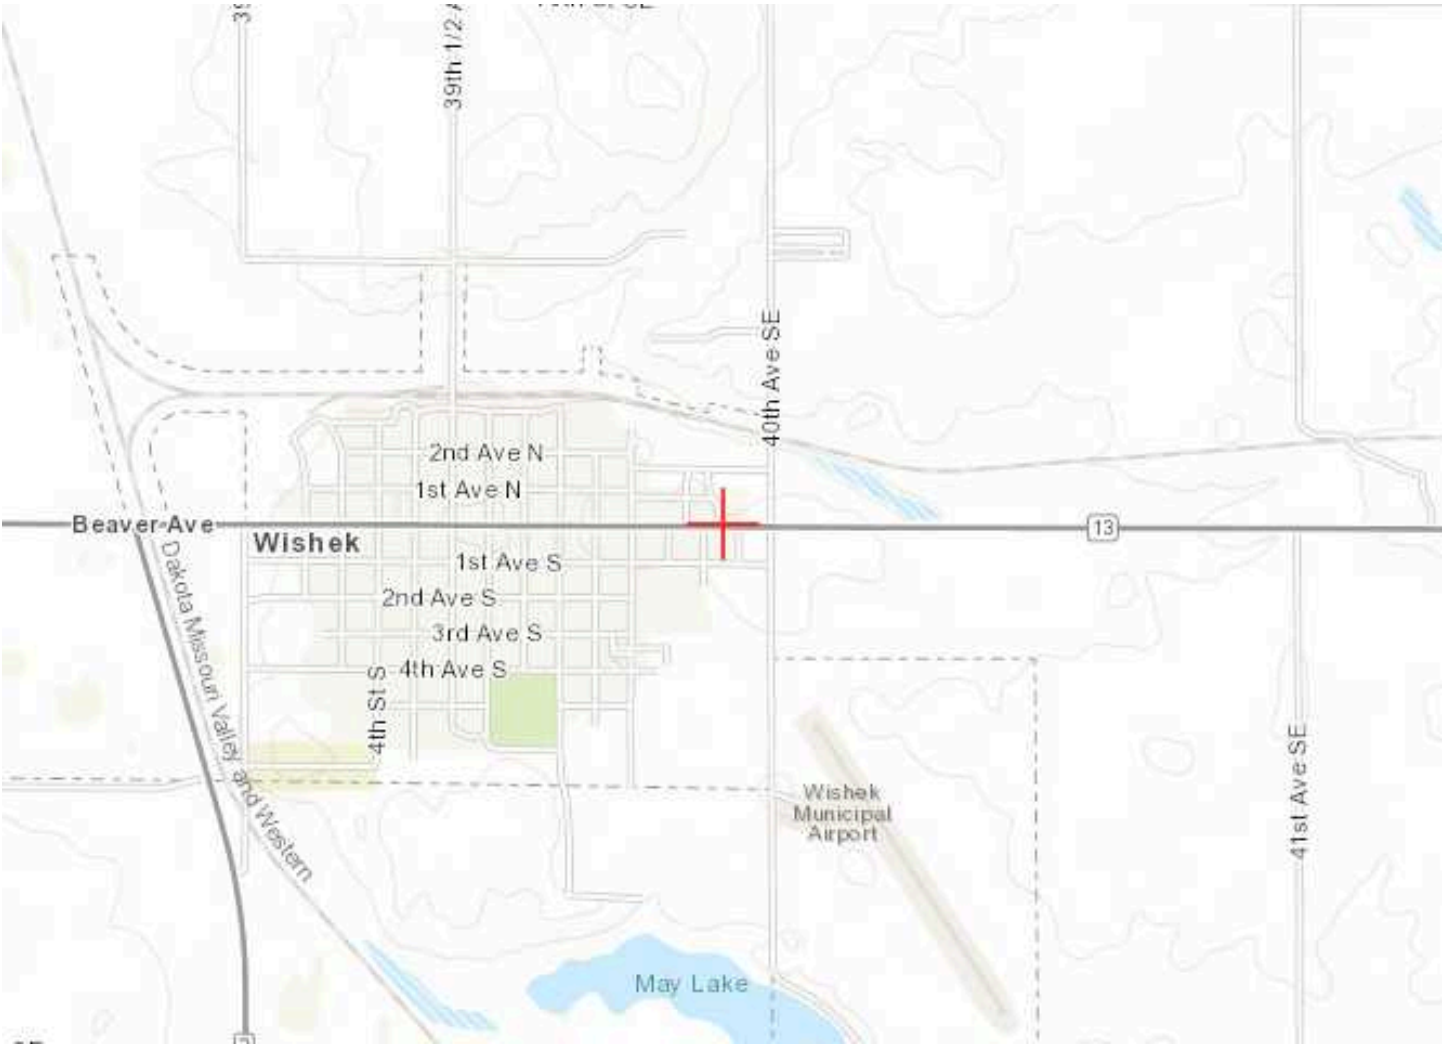 39th 1/2
40th Ave SE
2nd Ave N
1st Ave N
Beaver Ave
Wishek
13
1st Ave S
2nd Ave S
3rd Ave S
4th Ave S
4th St S
Dakota Missouri Valley and Western
Wishek
Municipal
Airport
41st Ave SE
May Lake